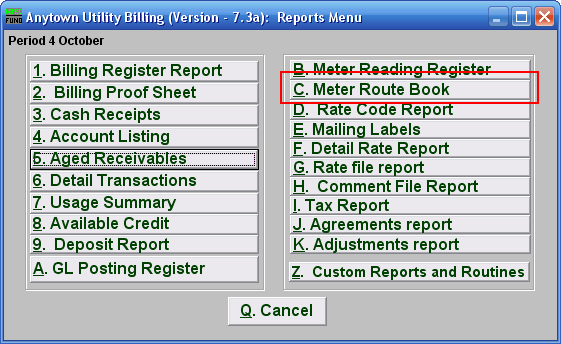 Anytown Utility Billing (Version - 7.3a): Reports Menu
Period 4 October
1. Billing Register Report
2. Billing Proof Sheet
3. Cash Receipts
4. Account Listing
5. Aged Receivables
6. Detail Transactions
7. Usage Summary
8. Available Credit
9. Deposit Report
A. GL Posting Register
B. Meter Reading Register
C. Meter Route Book
D. Rate Code Report
E. Mailing Labels
F. Detail Rate Report
G. Rate file report
H. Comment File Report
I. Tax Report
J. Agreements report
K. Adjustments report
Z. Custom Reports and Routines
Q. Cancel